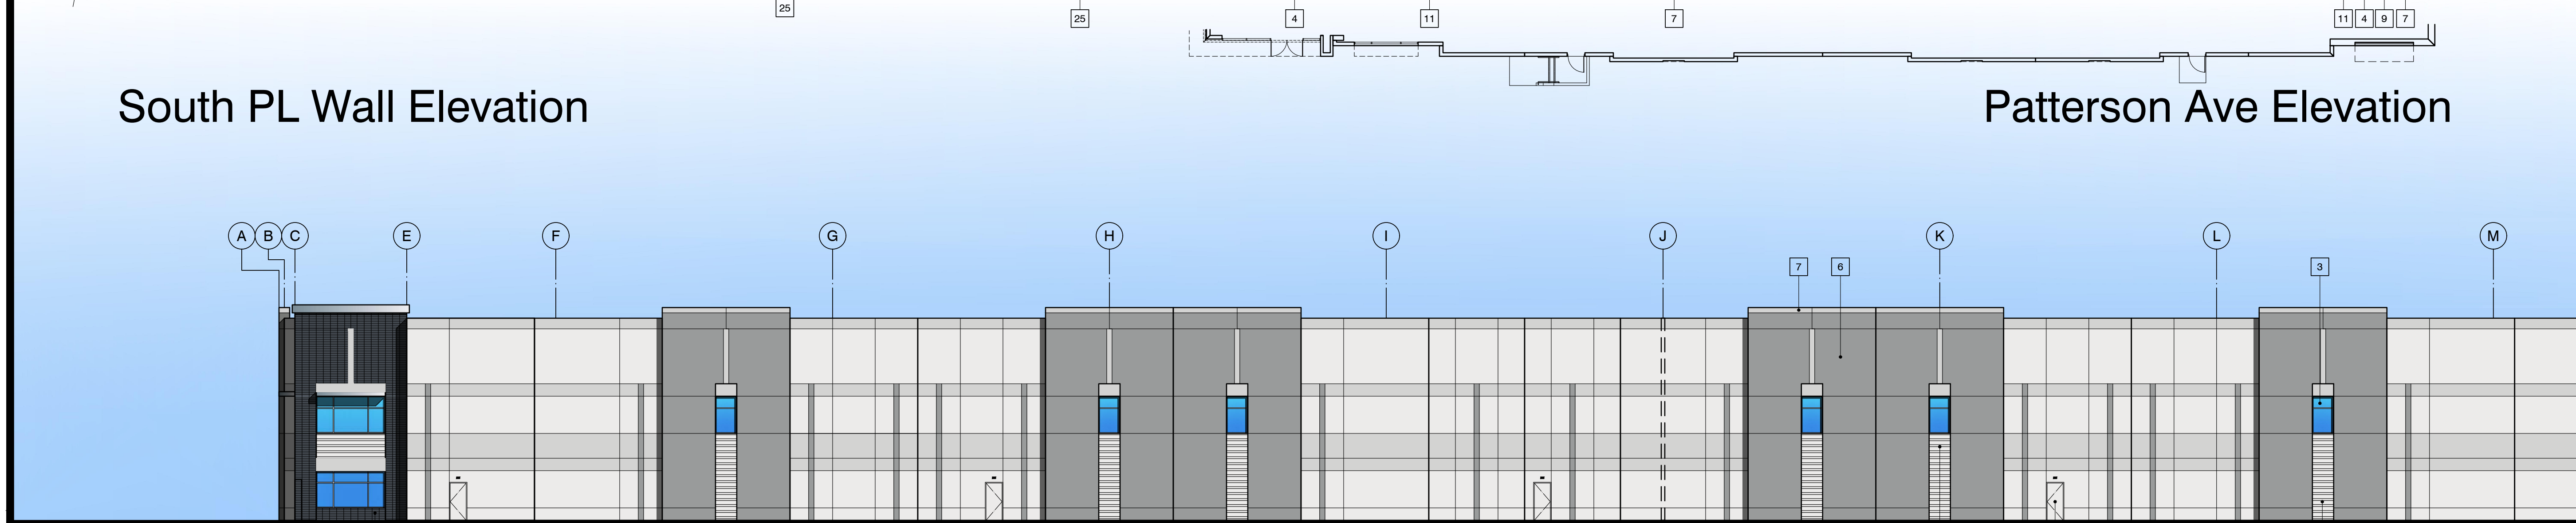 25
25 4 11 7 11 4 9 7
South PL Wall Elevation Patterson Ave Elevation
A B C E F G H I J K L M
7 6 3